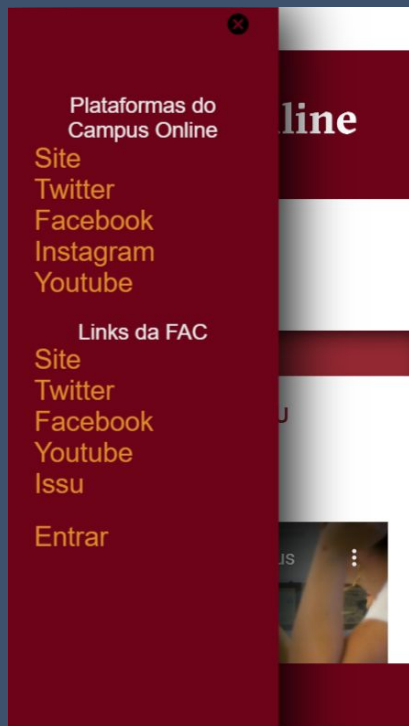 Plataformas do
Campus Online
line
Site
Twitter
Facebook
Instagram
Youtube
Links da FAC
Site
Twitter
Facebook
Youtube
Issu
Entrar
us